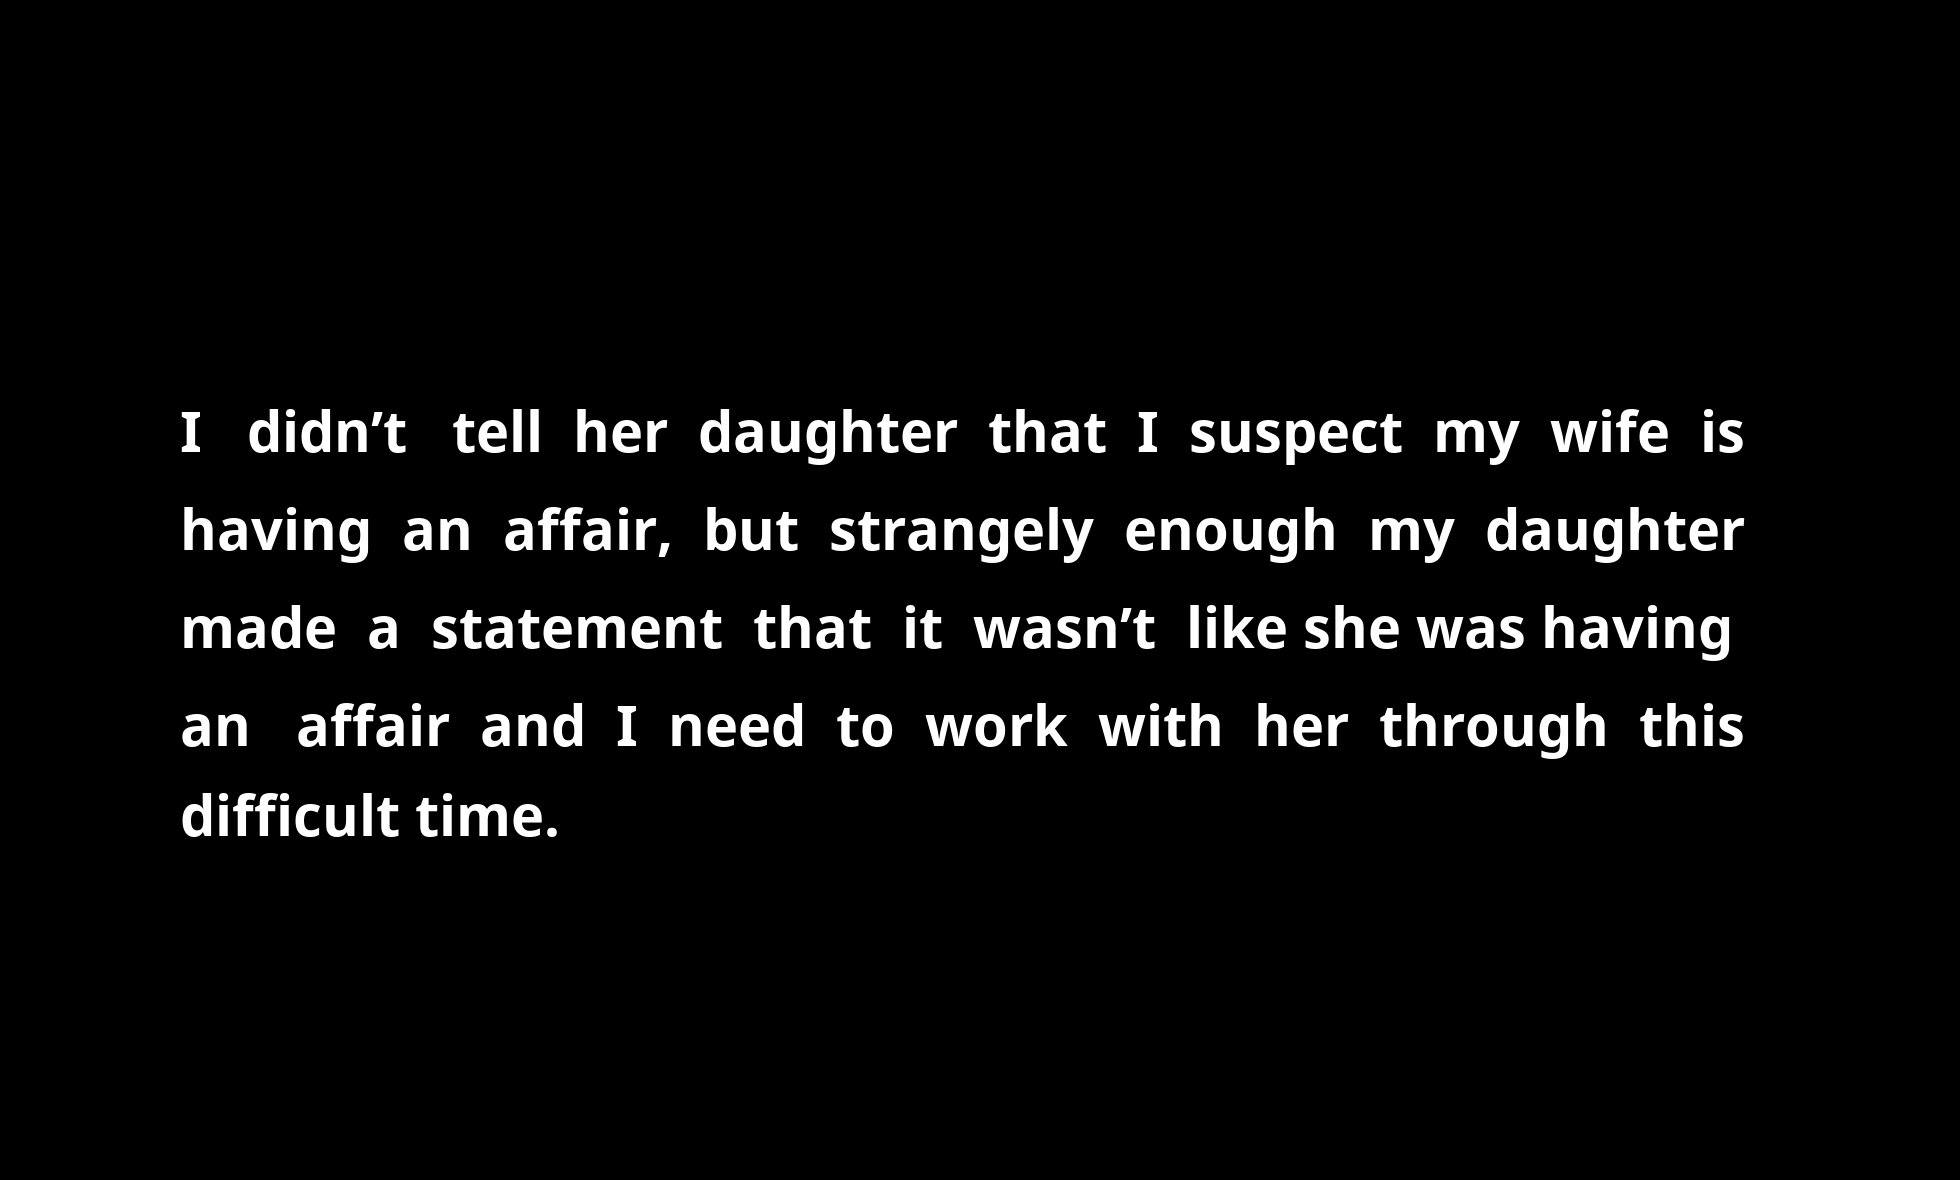 I didn’t tell her daughter that I suspect my wife is
having an affair, but strangely enough my daughter
made a statement that it wasn’t like she was having
an affair and I need to work with her through this
difficult time.